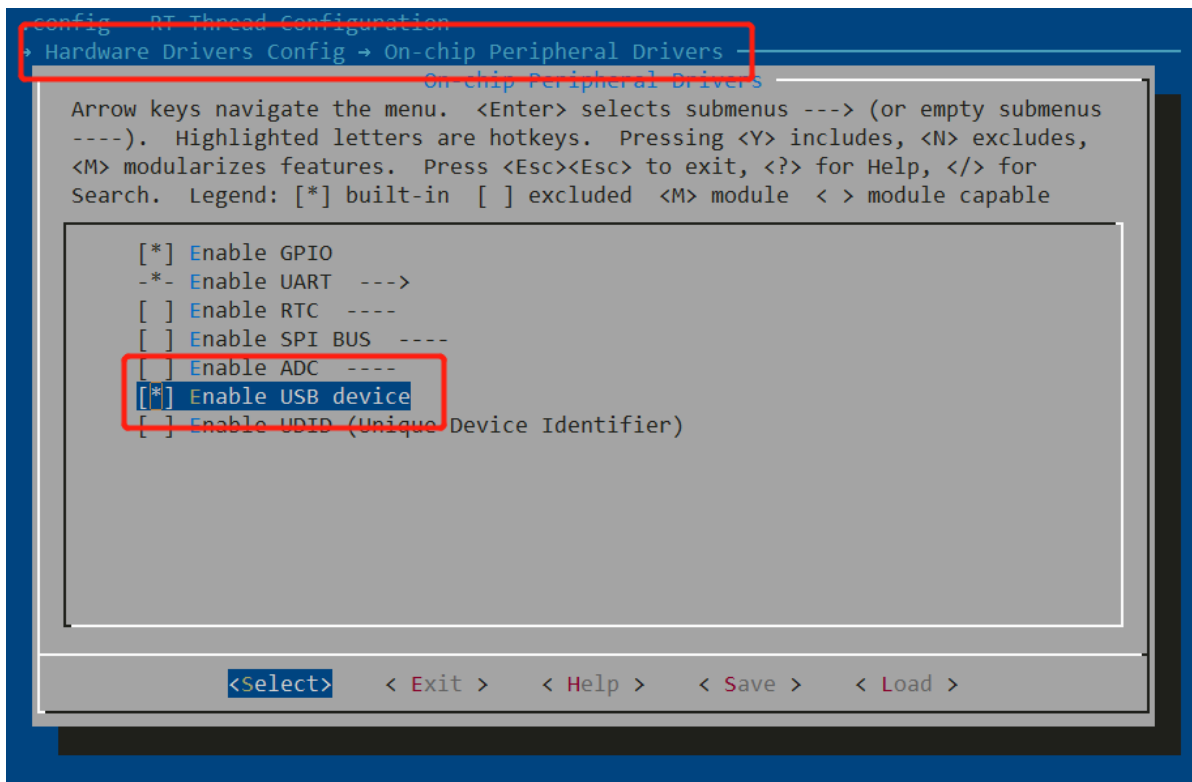 .config - RT-Thread Configuration
→ Hardware Drivers Config → On-chip Peripheral Drivers
On-chip Peripheral Drivers
Arrow keys navigate the menu.  <Enter> selects submenus ---> (or empty submenus
----).  Highlighted letters are hotkeys.  Pressing <Y> includes, <N> excludes,
<M> modularizes features.  Press <Esc><Esc> to exit, <?> for Help, </> for
Search.  Legend: [*] built-in  [ ] excluded  <M> module  < > module capable
[*] Enable GPIO
-*- Enable UART  --->
[ ] Enable RTC  ----
[ ] Enable SPI BUS  ----
[ ] Enable ADC  ----
[*] Enable USB device
[ ] Enable UDID (Unique Device Identifier)
<Select>    < Exit >    < Help >    < Save >    < Load >